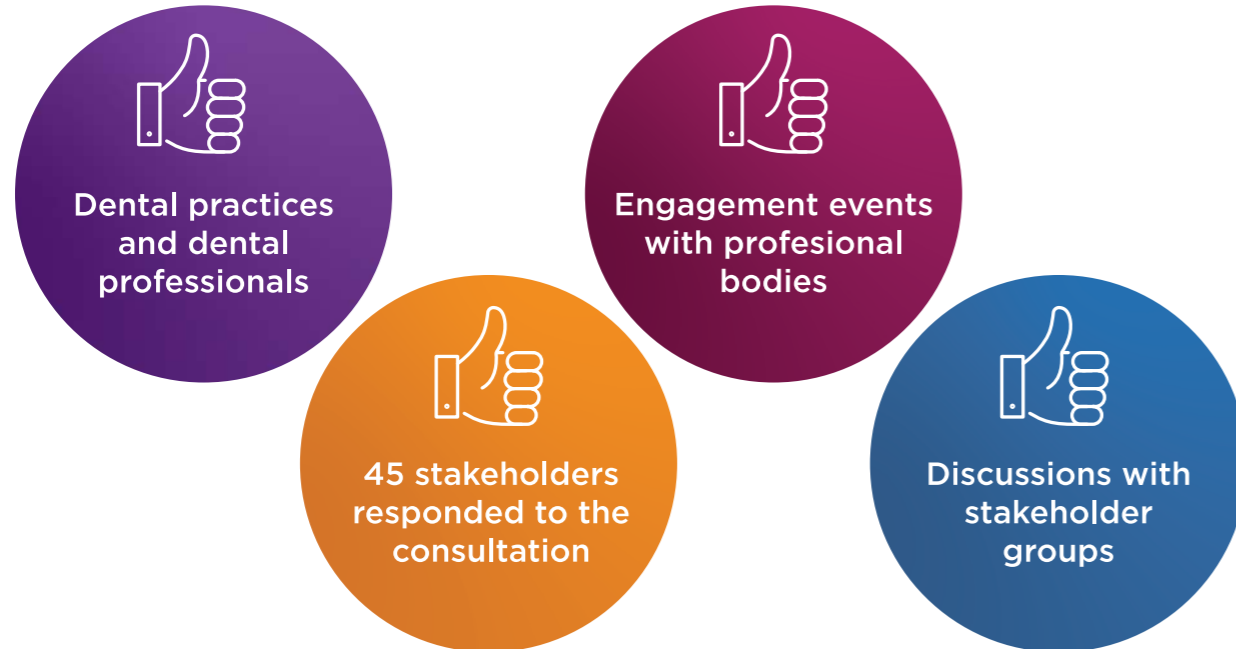 Dental practices
and dental
professionals
45 stakeholders
responded to the
consultation
Engagement events
with profesional
bodies
Discussions with
stakeholder
groups